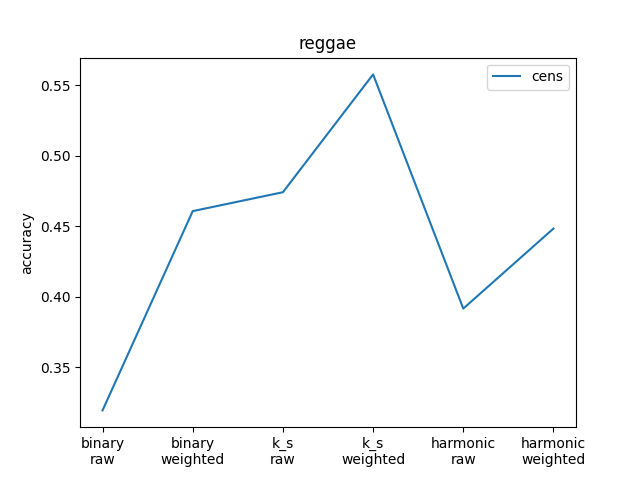 reggae
cens
accuracy
0.55
0.50
0.45
0.40
0.35
binary
raw
binary
weighted
k_s
raw
k_s
weighted
harmonic
raw
harmonic
weighted